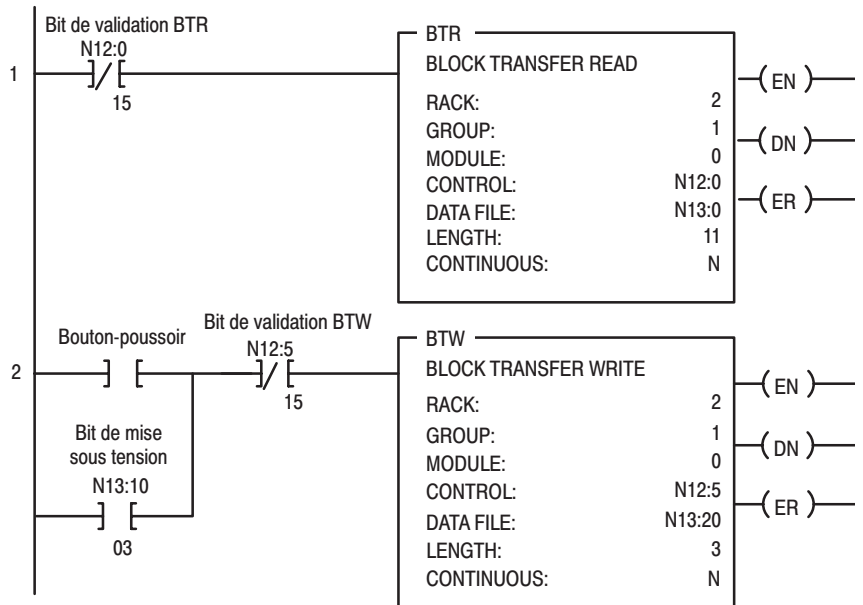 Bit de validation BTR
N12:0
1
15
BTR
BLOCK TRANSFER READ
RACK: 2
GROUP: 1
MODULE: 0
CONTROL: N12:0
DATA FILE: N13:0
LENGTH: 11
CONTINUOUS: N
EN
DN
ER
Bouton-poussoir
Bit de validation BTW
N12:5
2
15
Bit de mise
sous tension
N13:10
03
BTW
BLOCK TRANSFER WRITE
RACK: 2
GROUP: 1
MODULE: 0
CONTROL: N12:5
DATA FILE: N13:20
LENGTH: 3
CONTINUOUS: N
EN
DN
ER